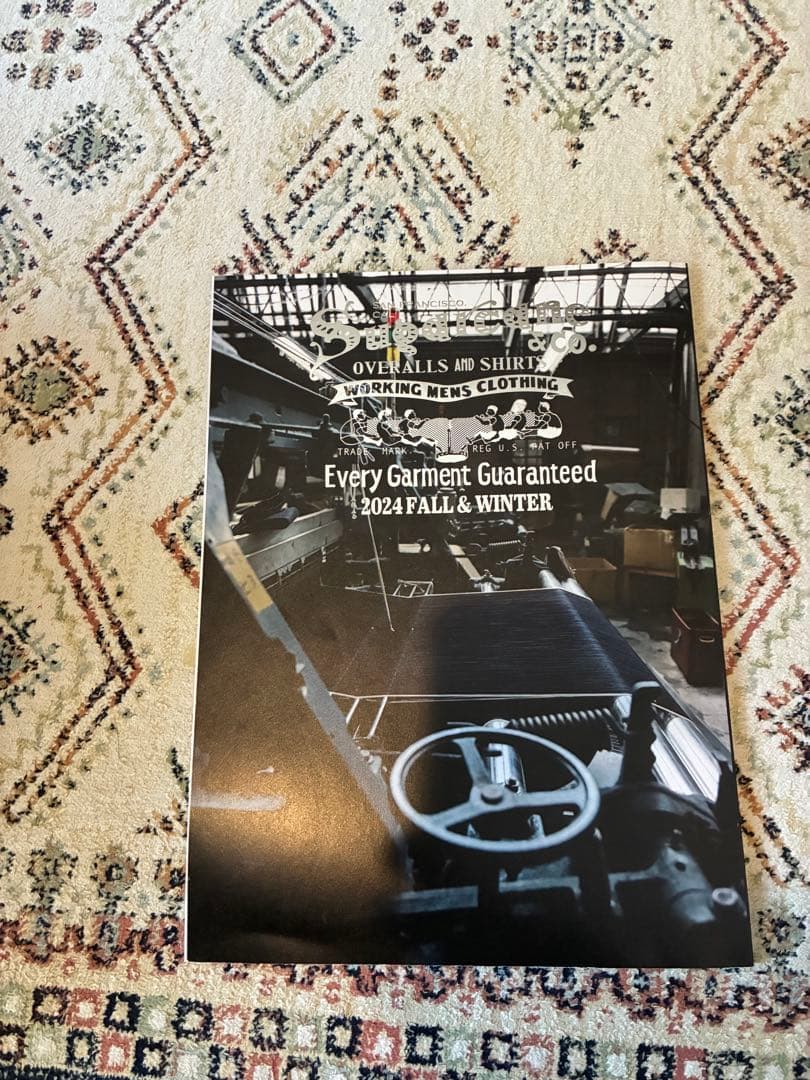 SAN FRANCISCO.
Sugar Cane
& CO.
OVERALLS AND SHIRTS
WORKING MENS CLOTHING
TRADE MARK. REG U.S. PAT OFF
Every Garment Guaranteed
2024 FALL & WINTER